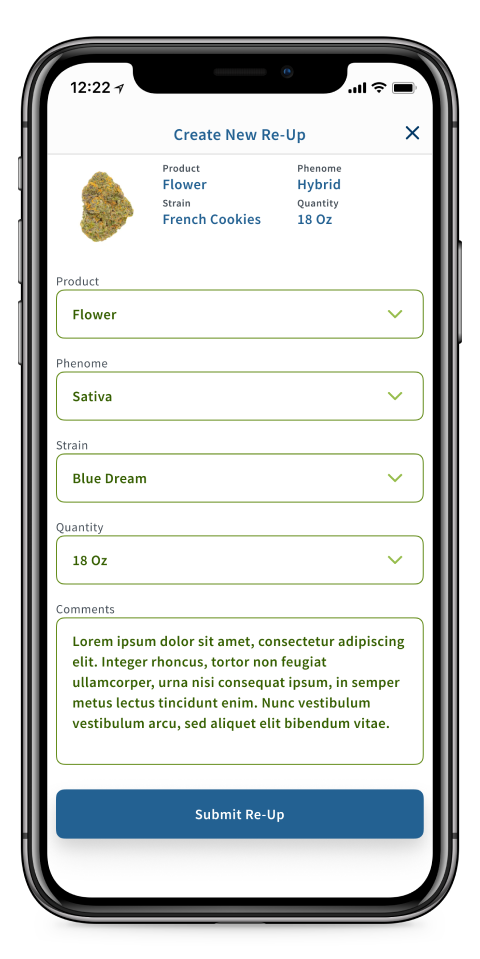 12:22
Create New Re-Up
Product
Phenome
Flower
Hybrid
Strain
Quantity
French Cookies
18 Oz
Product
Flower
Phenome
Sativa
Strain
Blue Dream
Quantity
18 Oz
Comments
Lorem ipsum dolor sit amet, consectetur adipiscing
elit. Integer rhoncus, tortor non feugiat
ullamcorper, urna nisi consequat ipsum, in semper
metus lectus tincidunt enim. Nunc vestibulum
vestibulum arcu, sed aliquet elit bibendum vitae.
Submit Re-Up